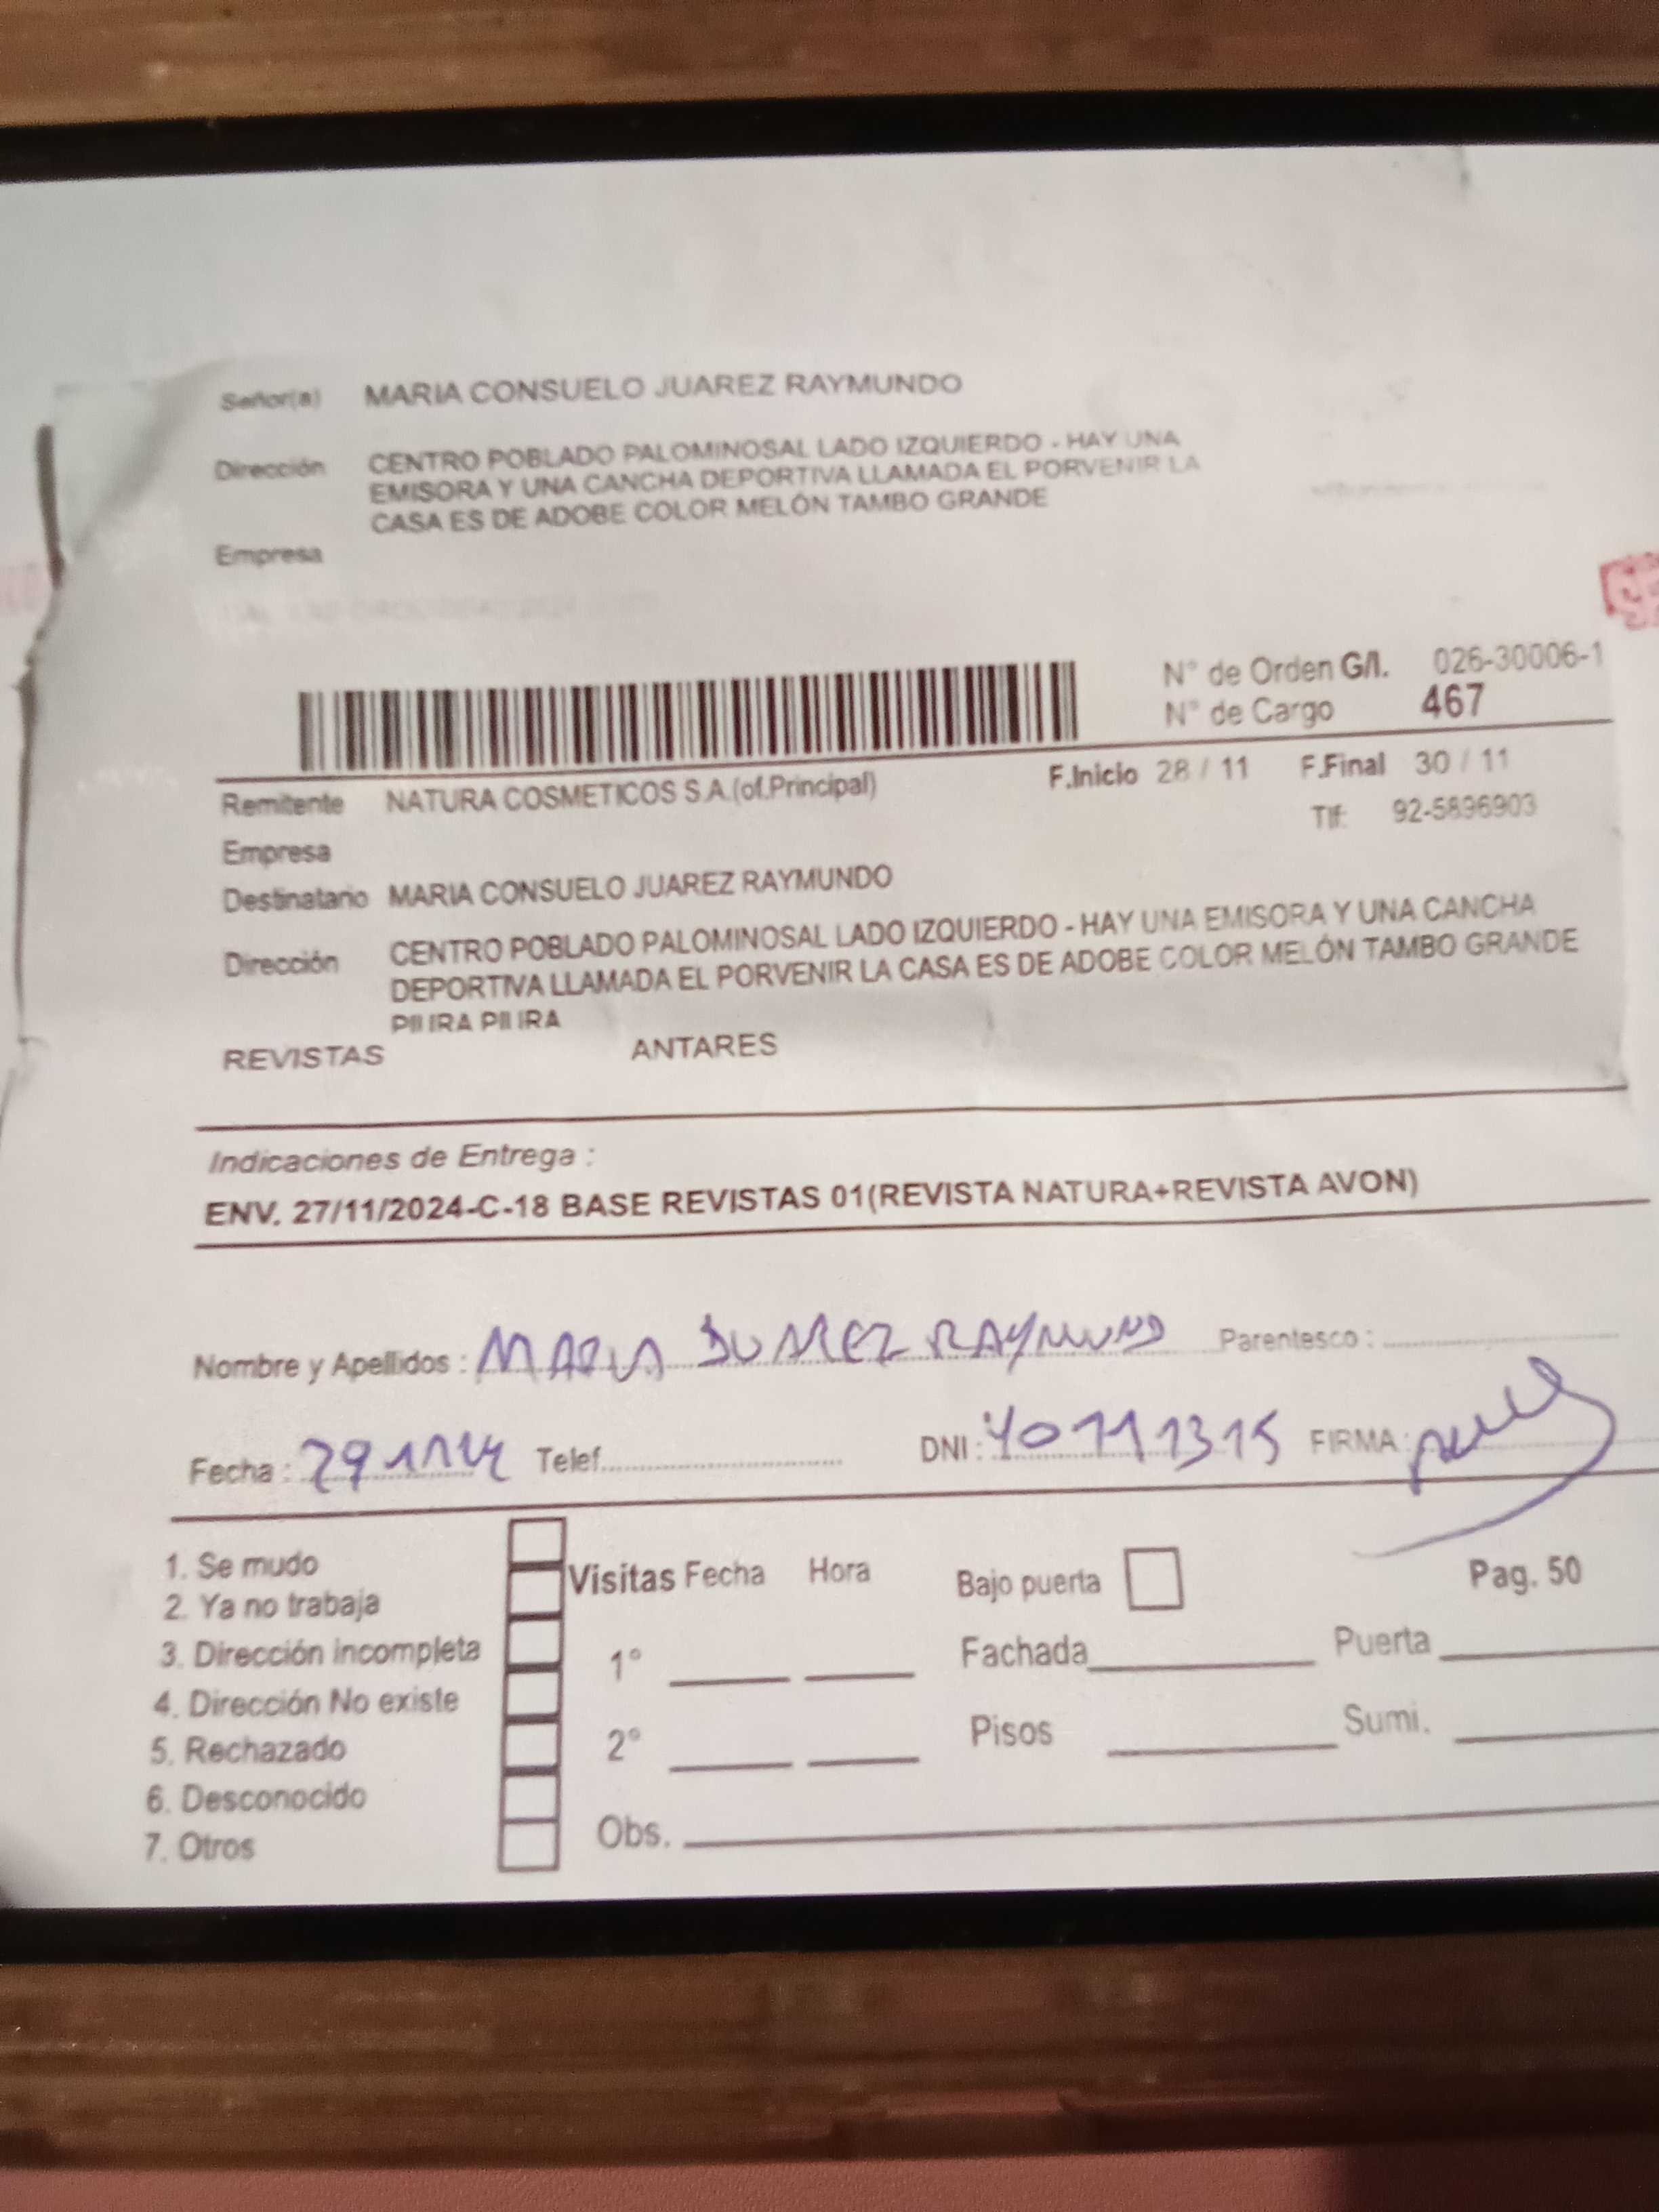 Señor(a) MARIA CONSUELO JUAREZ RAYMUNDO
Dirección CENTRO POBLADO PALOMINOSAL LADO IZQUIERDO - HAY UNA
EMISORA Y UNA CANCHA DEPORTIVA LLAMADA EL PORVENIR LA
CASA ES DE ADOBE COLOR MELÓN TAMBO GRANDE
Empresa
N° de Orden G/I. 026-30006-1
N° de Cargo 467
Remitente NATURA COSMETICOS S.A.(of.Principal) F.Inicio 28 / 11 F.Final 30 / 11
Tlf: 92-5896903
Empresa
Destinatario MARIA CONSUELO JUAREZ RAYMUNDO
Dirección CENTRO POBLADO PALOMINOSAL LADO IZQUIERDO - HAY UNA EMISORA Y UNA CANCHA
DEPORTIVA LLAMADA EL PORVENIR LA CASA ES DE ADOBE COLOR MELÓN TAMBO GRANDE
PIURA PIURA
REVISTAS ANTARES
Indicaciones de Entrega :
ENV. 27/11/2024-C-18 BASE REVISTAS 01(REVISTA NATURA+REVISTA AVON)
Nombre y Apellidos : MARIA JUAREZ RAYMUNDO Parentesco :
Fecha : 291124 Telef. DNI : 40711315 FIRMA :
1. Se mudo
2. Ya no trabaja
3. Dirección incompleta
4. Dirección No existe
5. Rechazado
6. Desconocido
7. Otros
Visitas Fecha Hora
1°
2°
Obs.
Bajo puerta Pag. 50
Fachada Puerta
Pisos Sumi.